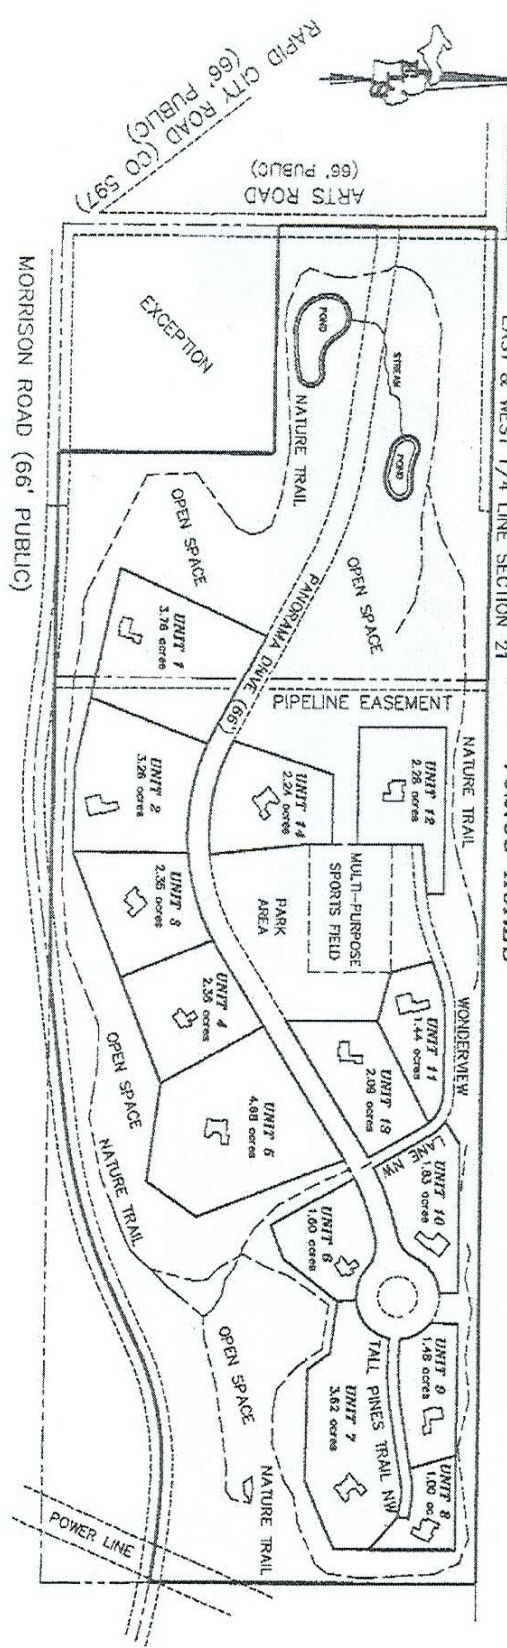 RAPID CITY ROAD (CO 597)
(66' PUBLIC)
ARTS ROAD
(66' PUBLIC)
MORRISON ROAD (66' PUBLIC)
EAST & WEST 1/4 LINE SECTION 21
EXCEPTION
POND
STREAM
POND
NATURE TRAIL
OPEN SPACE
OPEN SPACE
PANORAMA DRIVE (66')
PIPELINE EASEMENT
NATURE TRAIL
UNIT 1
3.76 acres
UNIT 2
3.26 acres
UNIT 3
2.35 acres
UNIT 4
2.35 acres
UNIT 5
4.68 acres
UNIT 14
2.24 acres
UNIT 12
2.28 acres
PARK
AREA
MULTI-PURPOSE
SPORTS FIELD
WONDERVIEW
LANE NW
UNIT 11
1.44 acres
UNIT 13
2.09 acres
UNIT 10
1.83 acres
UNIT 6
1.60 acres
OPEN SPACE
NATURE TRAIL
UNIT 9
1.48 acres
UNIT 8
1.00 ac
TALL PINES TRAIL NW
UNIT 7
3.62 acres
OPEN SPACE
NATURE TRAIL
POWER LINE